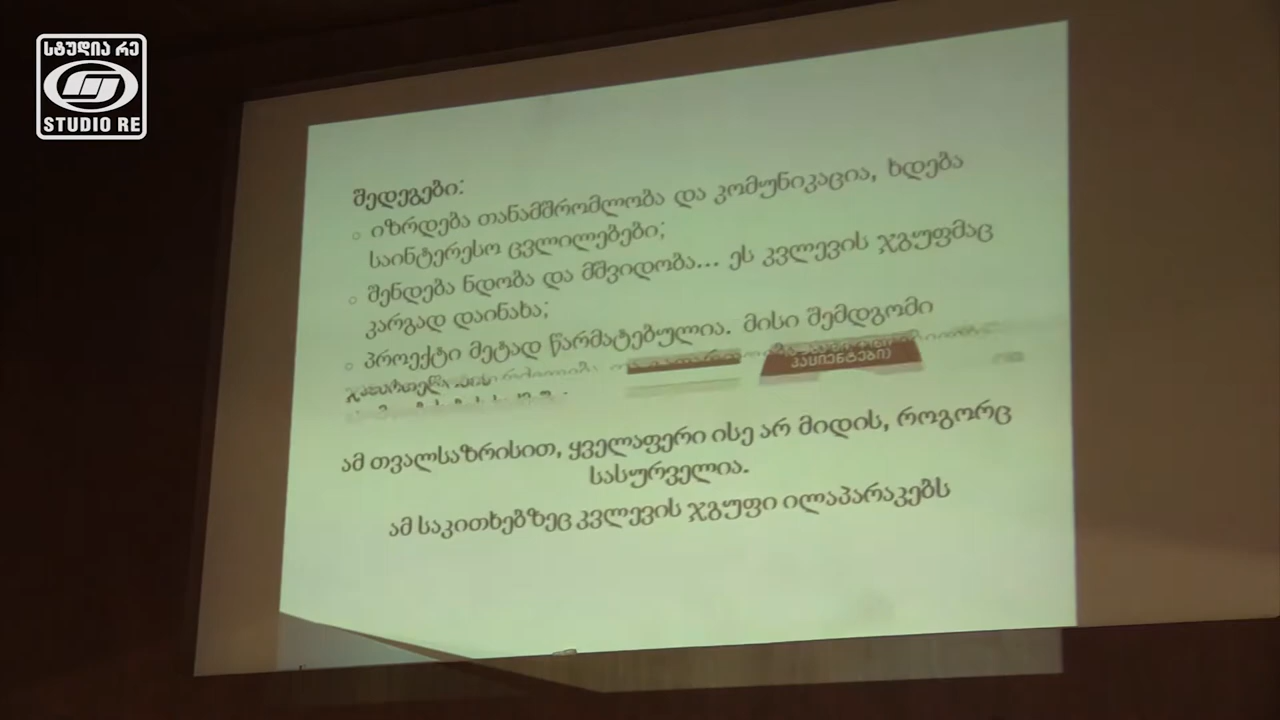 სტუდია რე
STUDIO RE
შედეგები:
იზრდება თანამშრომლობა და კომუნიკაცია, ხდება
საინტერესო ცვლილებები;
შენდება ნდობა და მშვიდობა... ეს კვლევის ჯგუფმაც
კარგად დაინახა;
პროექტი მეტად წარმატებულია. მისი შემდგომი
ამ თვალსაზრისით, ყველაფერი ისე არ მიდის, როგორც
სასურველია.
ამ საკითხებზეც კვლევის ჯგუფი ილაპარაკებს